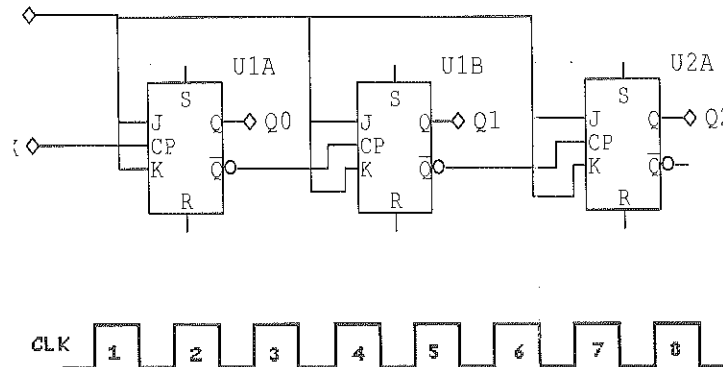 U1A U1B U2A
S S S
J Q Q0 J Q Q1 J Q Q2
CP CP CP
K Q K Q K Q
R R R
CLK 1 2 3 4 5 6 7 8